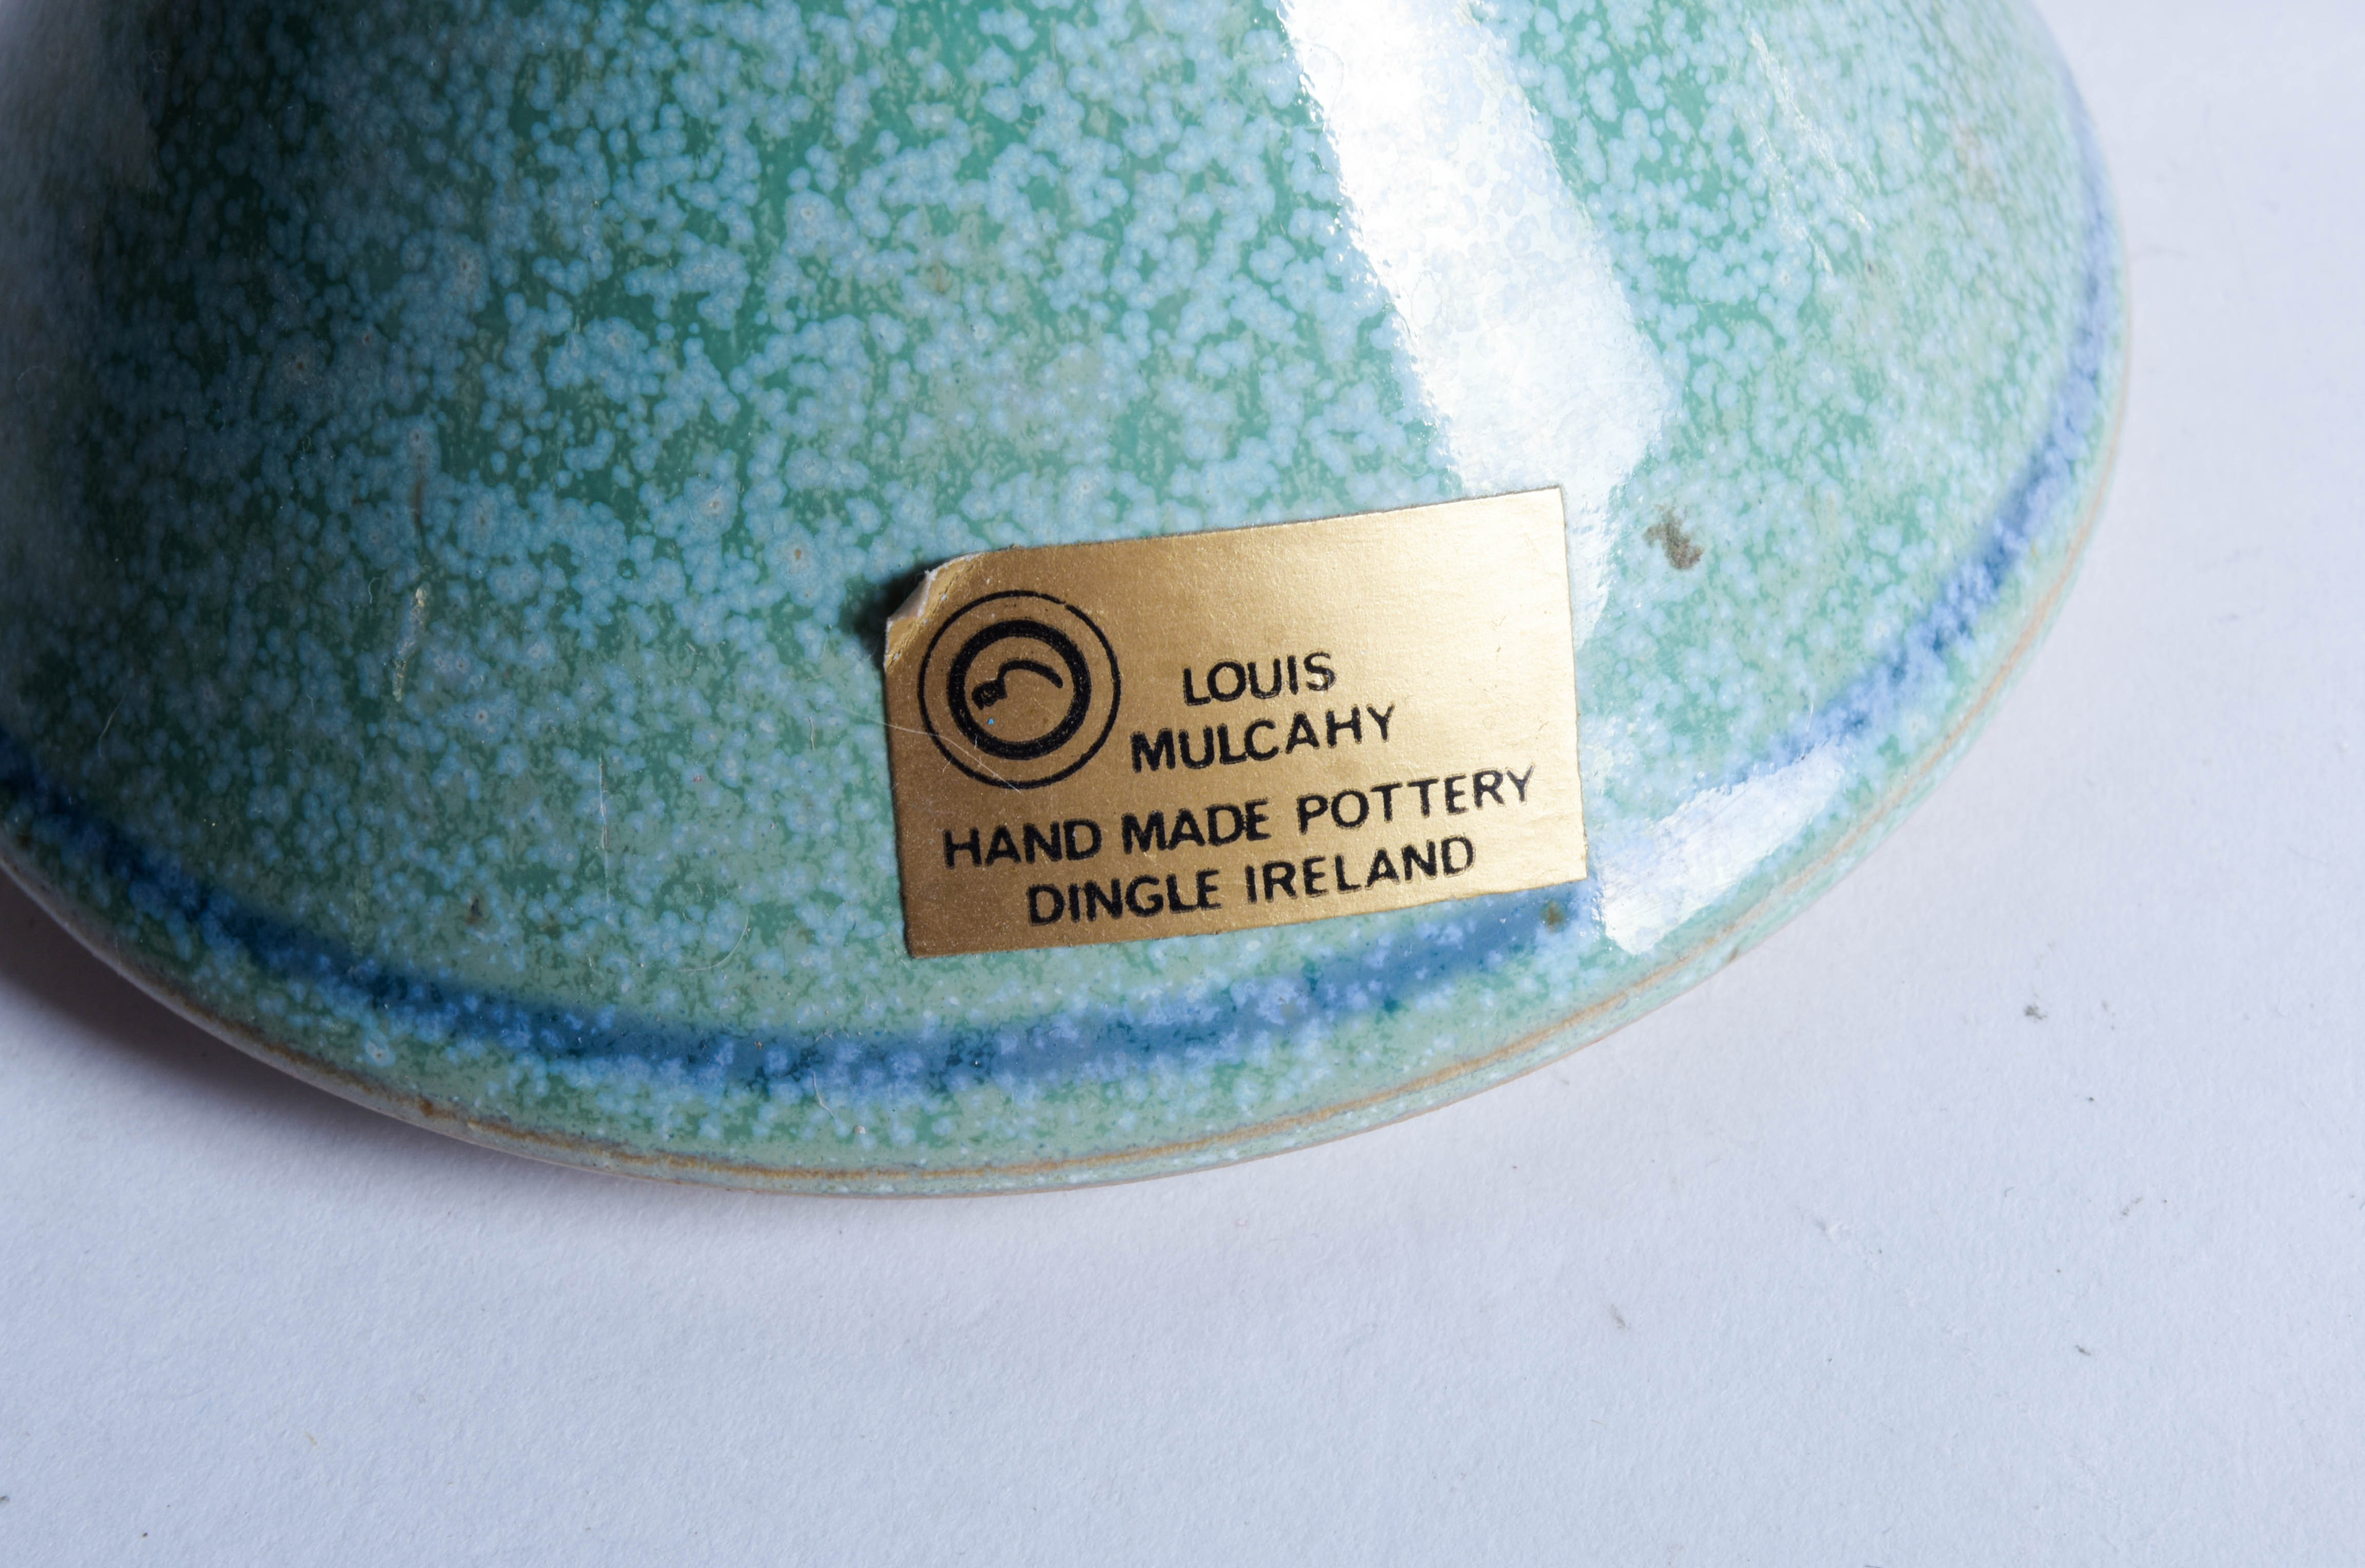 LOUIS
MULCAHY
HAND MADE POTTERY
DINGLE IRELAND